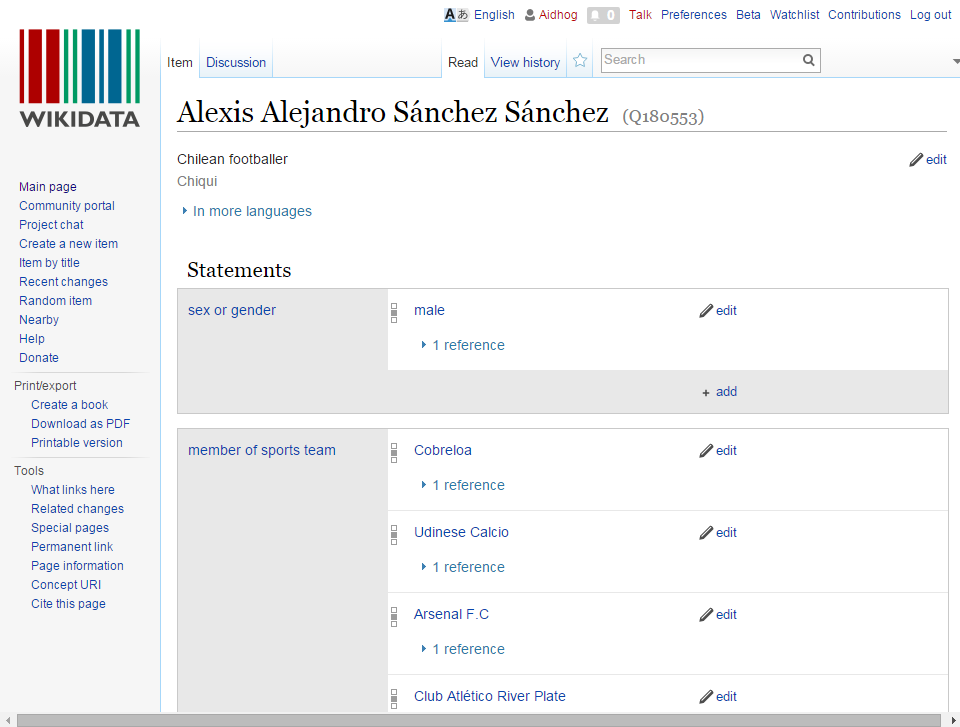 Aあ English Aidhog 0 Talk Preferences Beta Watchlist Contributions Log out
Item Discussion Read View history Search
WIKIDATA
Main page
Community portal
Project chat
Create a new item
Item by title
Recent changes
Random item
Nearby
Help
Donate
Print/export
Create a book
Download as PDF
Printable version
Tools
What links here
Related changes
Special pages
Permanent link
Page information
Concept URI
Cite this page
Alexis Alejandro Sánchez Sánchez (Q180553)
Chilean footballer edit
Chiqui
In more languages
Statements
sex or gender male edit
1 reference
+ add
member of sports team Cobreloa edit
1 reference
Udinese Calcio edit
1 reference
Arsenal F.C edit
1 reference
Club Atlético River Plate edit